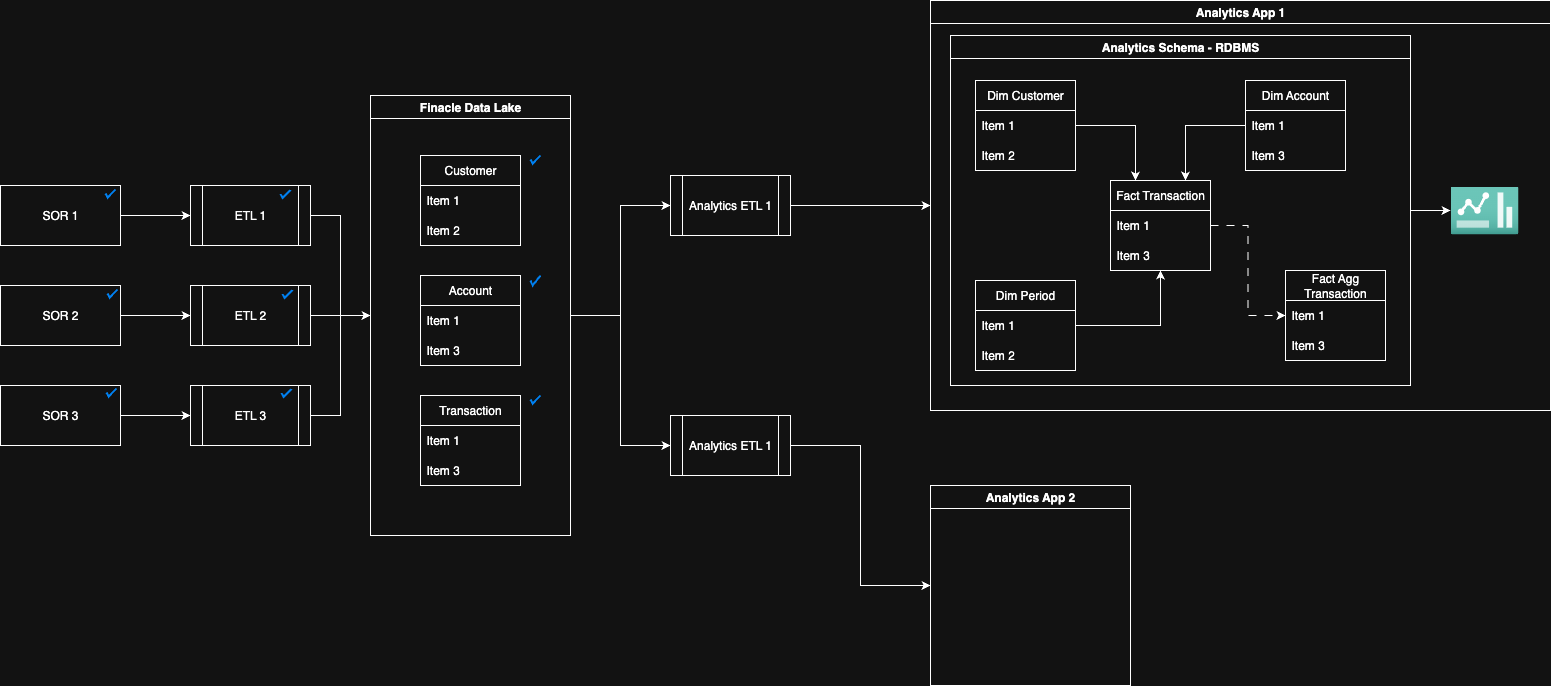 SOR 1
SOR 2
SOR 3
ETL 1
ETL 2
ETL 3
Finacle Data Lake
Customer
Item 1
Item 2
Account
Item 1
Item 3
Transaction
Item 1
Item 3
Analytics ETL 1
Analytics ETL 1
Analytics App 1
Analytics Schema - RDBMS
Dim Customer
Item 1
Item 2
Dim Account
Item 1
Item 3
Fact Transaction
Item 1
Item 3
Dim Period
Item 1
Item 2
Fact Agg
Transaction
Item 1
Item 3
Analytics App 2